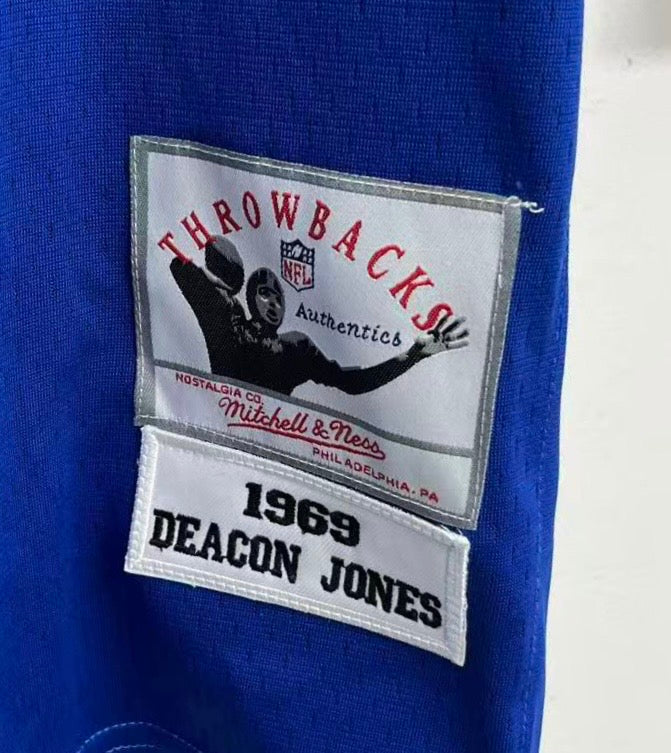 THROWBACKS
NFL
Authentics
NOSTALGIA CO.
Mitchell & Ness
PHILADELPHIA, PA
1969
DEACON JONES